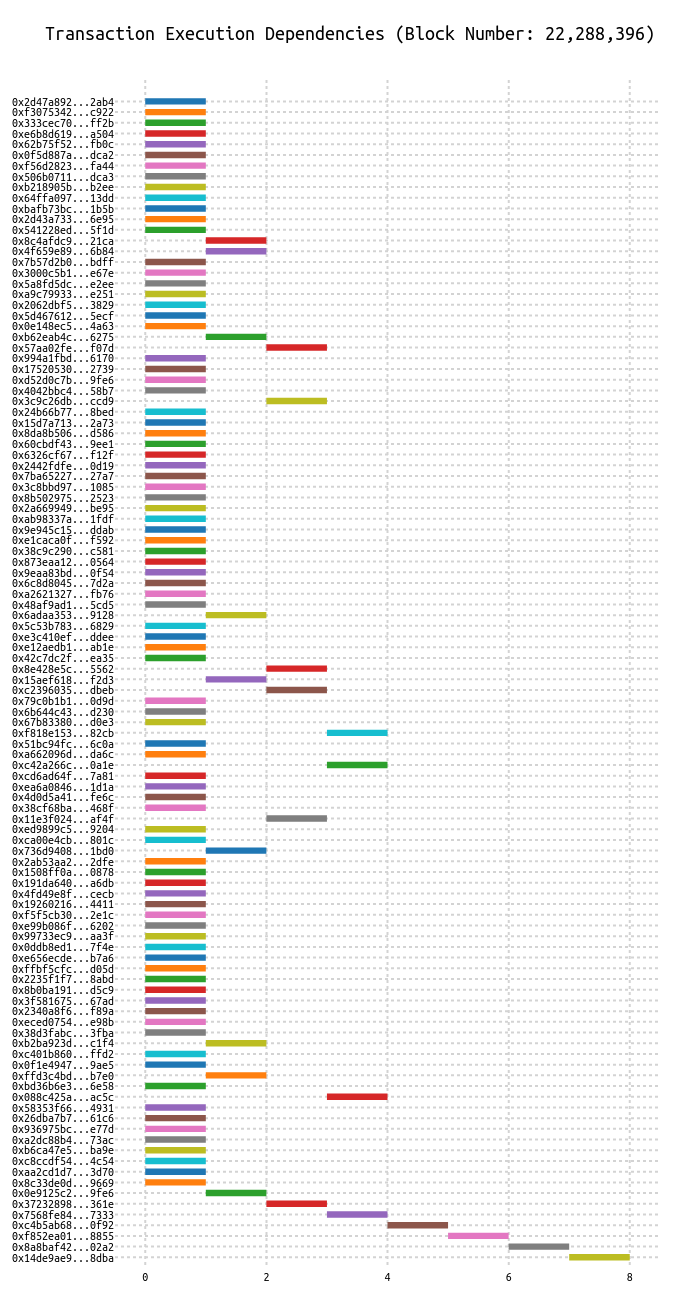 Transaction Execution Dependencies (Block Number: 22,288,396)
0x2d47a892...2ab4
0xf3075342...c922
0x333cec70...ff2b
0xe6b8d619...a504
0x62b75f52...fb0c
0x0f5d887a...dca2
0xf56d2823...fa44
0x506b0711...dca3
0xb218905b...b2ee
0x64ffa097...13dd
0xbafb73bc...1b5b
0x2d43a733...6e95
0x541228ed...5f1d
0x8c4afdc9...21ca
0x4f659e89...6b84
0x7b57d2b0...bdff
0x3000c5b1...e67e
0x5a8fd5dc...e2ee
0xa9c79933...e251
0x2062dbf5...3829
0x5d467612...5ecf
0x0e148ec5...4a63
0xb62eab4c...6275
0x57aa02fe...f07d
0x994a1fbd...6170
0x17520530...2739
0xd52d0c7b...9fe6
0x4042bbc4...58b7
0x3c9c26db...ccd9
0x24b66b77...8bed
0x15d7a713...2a73
0x8da8b506...d586
0x60cbdf43...9ee1
0x6326cf67...f12f
0x2442fdfe...0d19
0x7ba65227...27a7
0x3c8bbd97...1085
0x8b502975...2523
0x2a669949...be95
0xab98337a...1fdf
0x9e945c15...ddab
0xe1caca0f...f592
0x38c9c290...c581
0x873eaa12...0564
0x9eaa83bd...0f54
0x6c8d8045...7d2a
0xa2621327...fb76
0x48af9ad1...5cd5
0x6adaa353...9128
0x5c53b783...6829
0xe3c410ef...ddee
0xe12aedb1...ab1e
0x42c7dc2f...ea35
0x8e428e5c...5562
0x15aef618...f2d3
0xc2396035...dbeb
0x79c0b1b1...0d9d
0x6b644c43...d230
0x67b83380...d0e3
0xf818e153...82cb
0x51bc94fc...6c0a
0xa662096d...da6c
0xc42a266c...0a1e
0xcd6ad64f...7a81
0xea6a0846...1d1a
0x4d0d5a41...fe6c
0x38cf68ba...468f
0x11e3f024...af4f
0xed9899c5...9204
0xca00e4cb...801c
0x736d9408...1bd0
0x2ab53aa2...2dfe
0x1508ff0a...0878
0x191da640...a6db
0x4fd49e8f...cecb
0x19260216...4411
0xf5f5cb30...2e1c
0xe99b086f...6202
0x99733ec9...aa3f
0x0ddb8ed1...7f4e
0xe656ecde...b7a6
0xffbf5cfc...d05d
0x2235f1f7...8abd
0x8b0ba191...d5c9
0x3f581675...67ad
0x2340a8f6...f89a
0xeced0754...e98b
0x38d3fabc...3fba
0xb2ba923d...c1f4
0xc401b860...ffd2
0x0f1e4947...9ae5
0xffd3c4bd...b7e0
0xbd36b6e3...6e58
0x088c425a...ac5c
0x58353f66...4931
0x26dba7b7...61c6
0x936975bc...e77d
0xa2dc88b4...73ac
0xb6ca47e5...ba9e
0xc8ccdf54...4c54
0xaa2cd1d7...3d70
0x8c33de0d...9669
0x0e9125c2...9fe6
0x37232898...361e
0x7568fe84...7333
0xc4b5ab68...0f92
0xf852ea01...8855
0x8a8baf42...02a2
0x14de9ae9...8dba
0 2 4 6 8